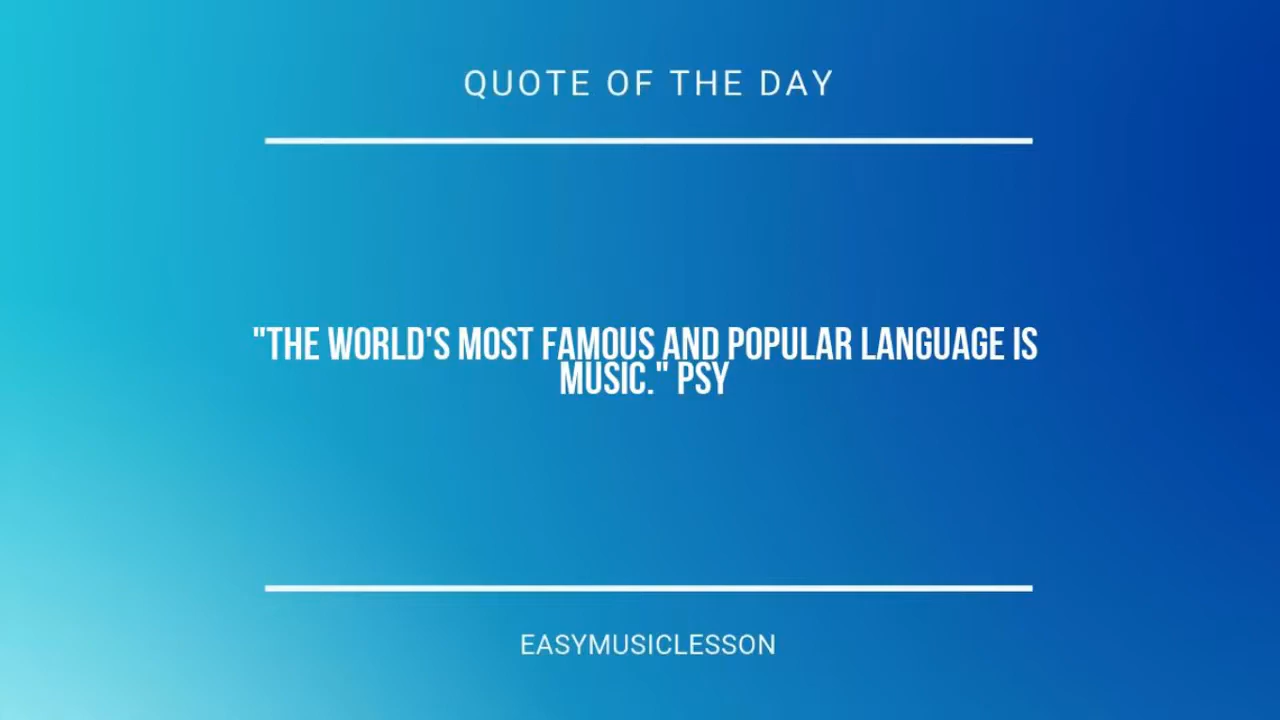 QUOTE OF THE DAY
"THE WORLD'S MOST FAMOUS AND POPULAR LANGUAGE IS
MUSIC." PSY
EASYMUSICLESSON